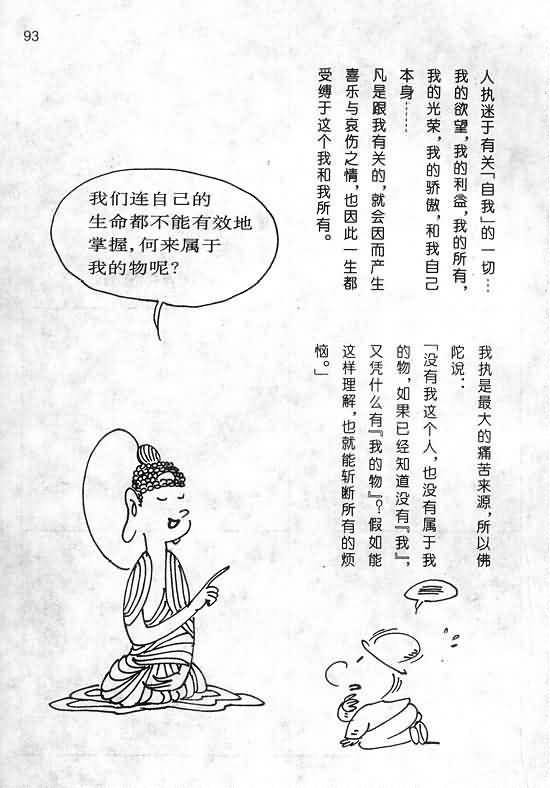 93
人执迷于有关「自我」的一切…
我的欲望，我的利益，我的所有，
我的光荣，我的骄傲，和我自己
本身……
凡是跟我有关的，就会因而产生
喜乐与哀伤之情，也因此一生都
受缚于这个我和我所有。
我们连自己的
生命都不能有效地
掌握，何来属于
我的物呢？
我执是最大的痛苦来源，所以佛
陀说：
「没有我这个人，也没有属于我
的物，如果已经知道没有『我』，
又凭什么有『我的物』？假如能
这样理解，也就能斩断所有的烦
恼。」